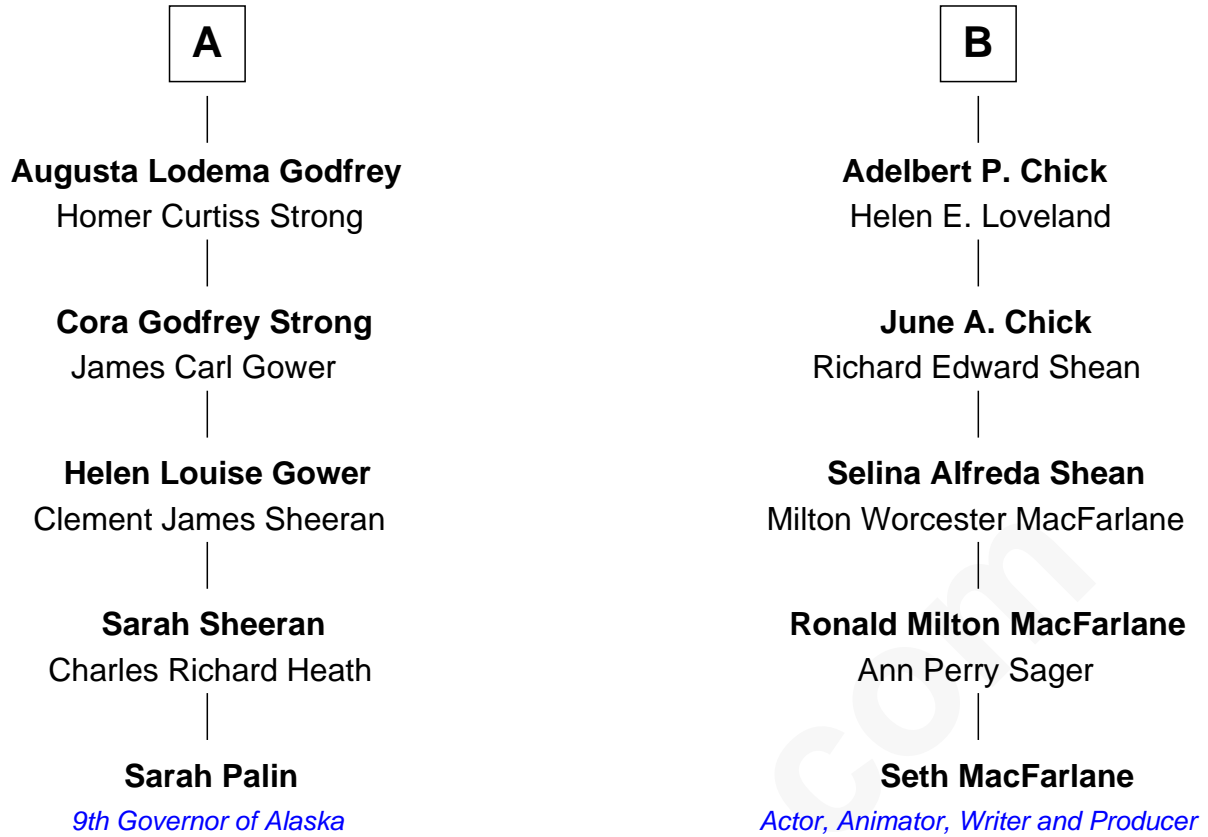 A
Augusta Lodema Godfrey
Homer Curtiss Strong
Cora Godfrey Strong
James Carl Gower
Helen Louise Gower
Clement James Sheeran
Sarah Sheeran
Charles Richard Heath
Sarah Palin
9th Governor of Alaska
B
Adelbert P. Chick
Helen E. Loveland
June A. Chick
Richard Edward Shean
Selina Alfreda Shean
Milton Worcester MacFarlane
Ronald Milton MacFarlane
Ann Perry Sager
Seth MacFarlane
Actor, Animator, Writer and Producer
com